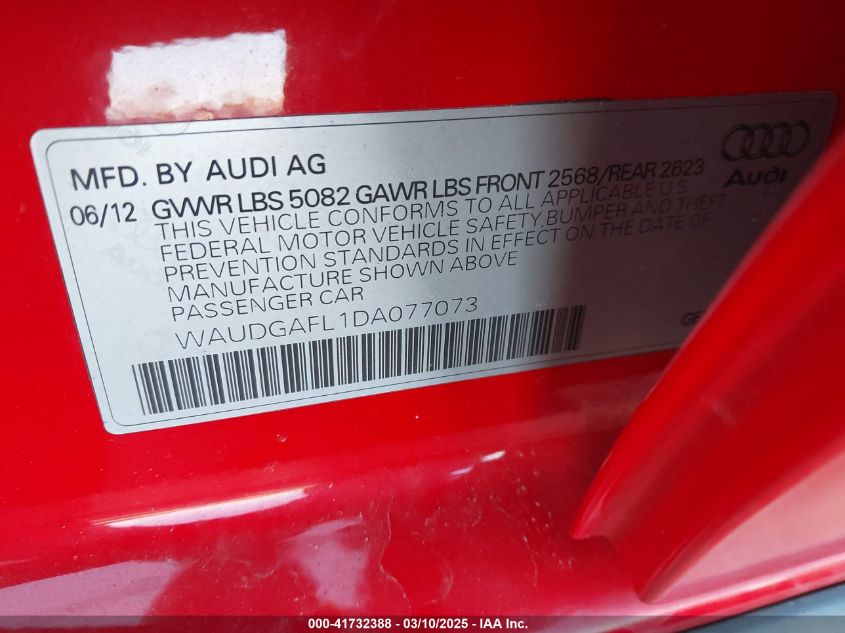 MFD. BY AUDI AG
06/12 GVWR LBS 5082 GAWR LBS FRONT 2568/REAR 2623
THIS VEHICLE CONFORMS TO ALL APPLICABLE U.S
FEDERAL MOTOR VEHICLE SAFETY,BUMPER AND THEFT
PREVENTION STANDARDS IN EFFECT ON THE DATE OF
MANUFACTURE SHOWN ABOVE
PASSENGER CAR
WAUDGAFL1DA077073
Audi
000-41732388 - 03/10/2025 - IAA Inc.